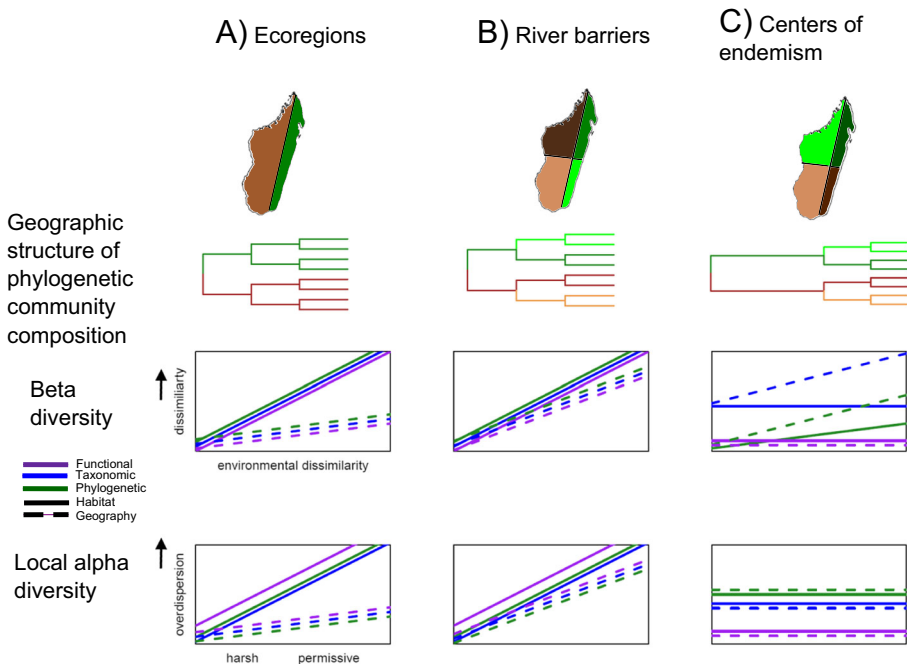 A) Ecoregions
B) River barriers
C) Centers of
endemism
Geographic
structure of
phylogenetic
community
composition
Beta
diversity
dissimiliarty
environmental dissimilarity
Functional
Taxonomic
Phylogenetic
Habitat
Geography
Local alpha
diversity
overdispersion
harsh permissive